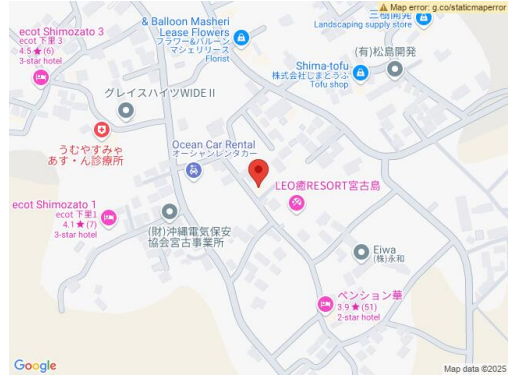 Map error: g.co/staticmaperror
三樹開発
Landscaping supply store
& Balloon Masheri
Lease Flowers
フラワー&バルーン
マシェリリース
Florist
ecot Shimozato 3
ecot 下里 3
4.5★(6)
3-star hotel
(有)松島開発
Shima-tofu
株式会社じまどうふ
Tofu shop
グレイスハイツWIDE II
うむやすみゃ
あす・ん診療所
Ocean Car Rental
オーシャンレンタカー
LEO癒RESORT宮古島
ecot Shimozato 1
ecot 下里1
4.1★(7)
3-star hotel
(財)沖縄電気保安
協会宮古事業所
Eiwa
(株)永和
ペンション華
3.9★(51)
2-star hotel
Google
Map data ©2025